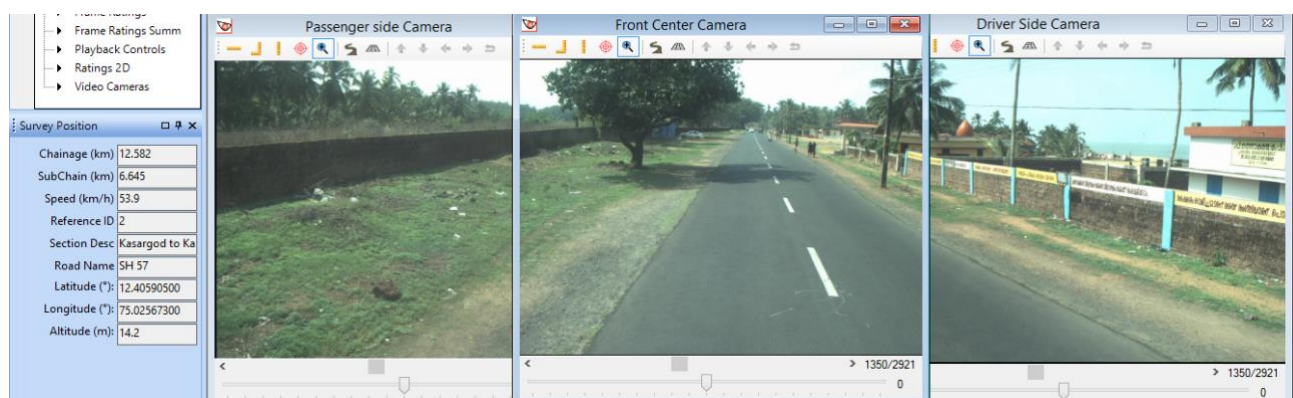 Frame Ratings
Frame Ratings Summ
Playback Controls
Ratings 2D
Video Cameras
Survey Position
Chainage (km) 12.582
SubChain (km) 6.645
Speed (km/h) 53.9
Reference ID 2
Section Desc Kasargod to Ka
Road Name SH 57
Latitude (°): 12.40590500
Longitude (°): 75.02567300
Altitude (m): 14.2
Passenger side Camera
Front Center Camera
1350/2921
0
Driver Side Camera
1350/2921
0